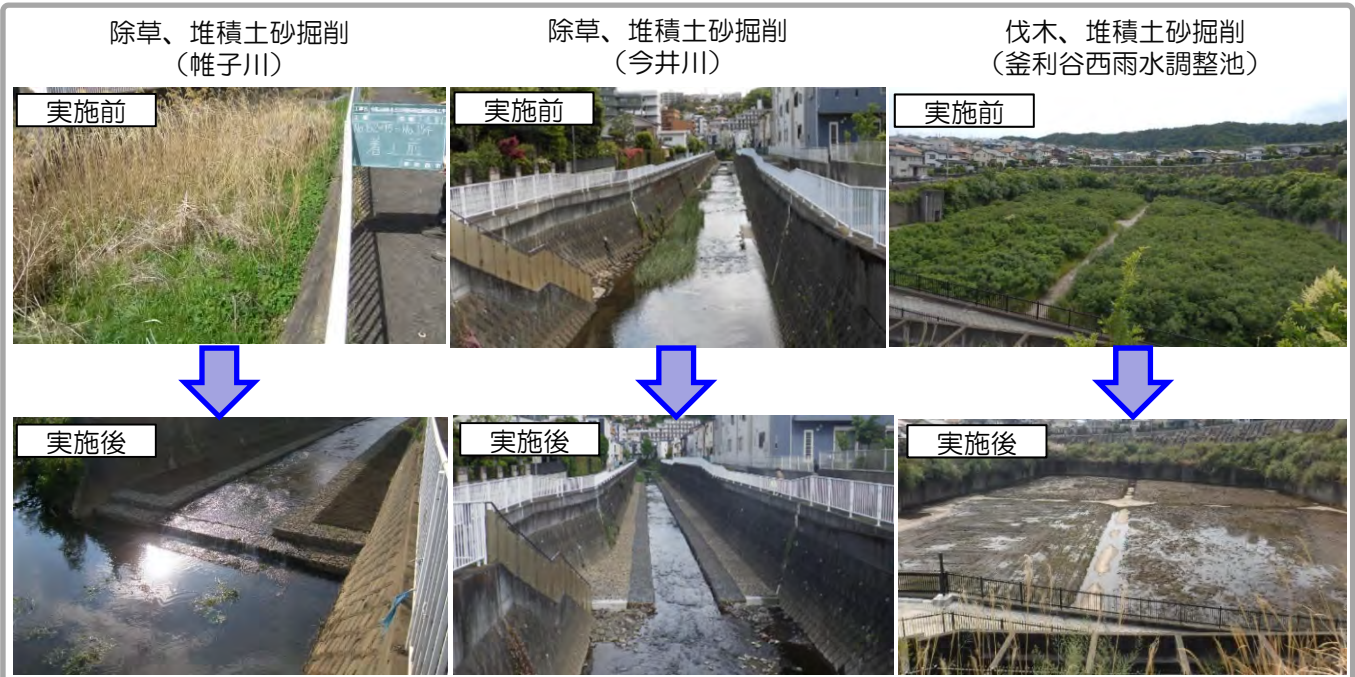 除草、堆積土砂掘削
（帷子川）
除草、堆積土砂掘削
（今井川）
伐木、堆積土砂掘削
（釜利谷西雨水調整池）
実施前
実施前
実施前
実施後
実施後
実施後